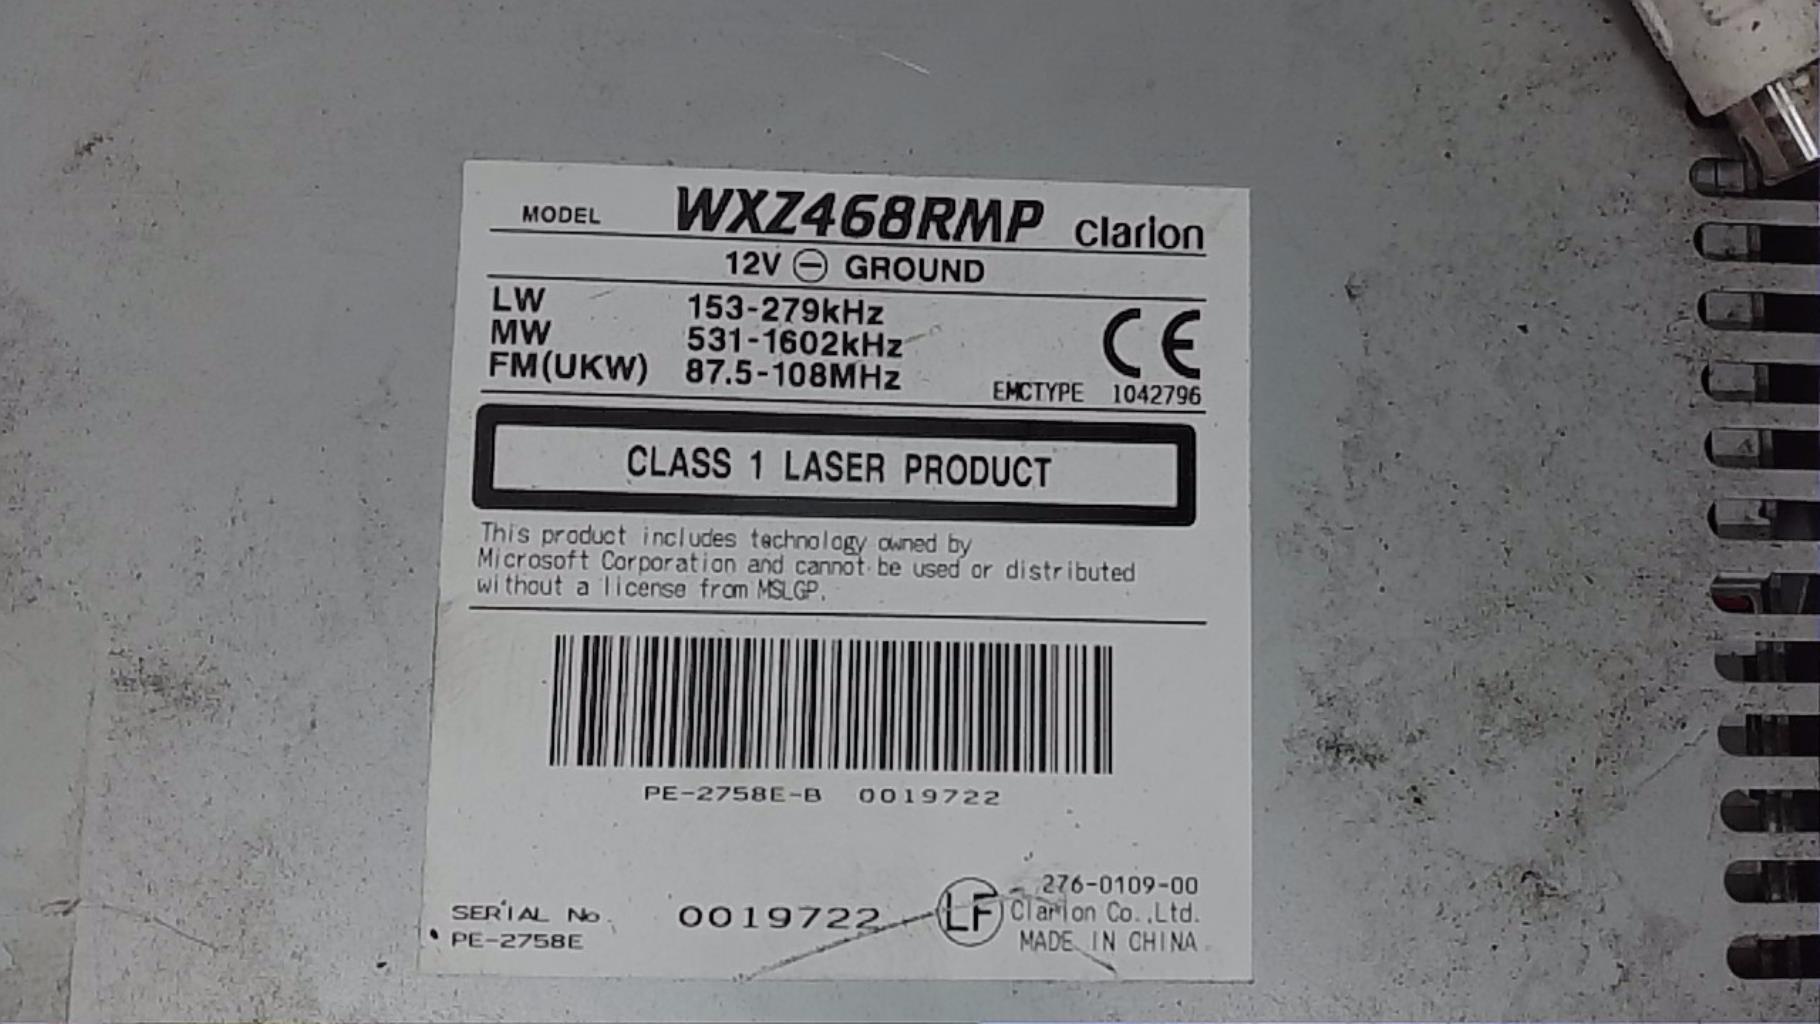 MODEL WXZ468RMP Clarion
12V ⊖ GROUND
LW 153-279kHz
MW 531-1602kHz
FM(UKW) 87.5-108MHz
CE
EMCTYPE 1042796
CLASS 1 LASER PRODUCT
This product includes technology owned by
Microsoft Corporation and cannot be used or distributed
without a license from MSLGP.
PE-2758E-B 0019722
276-0109-00
SERIAL No. 0019722 LF Clarion Co.,Ltd.
PE-2758E MADE IN CHINA